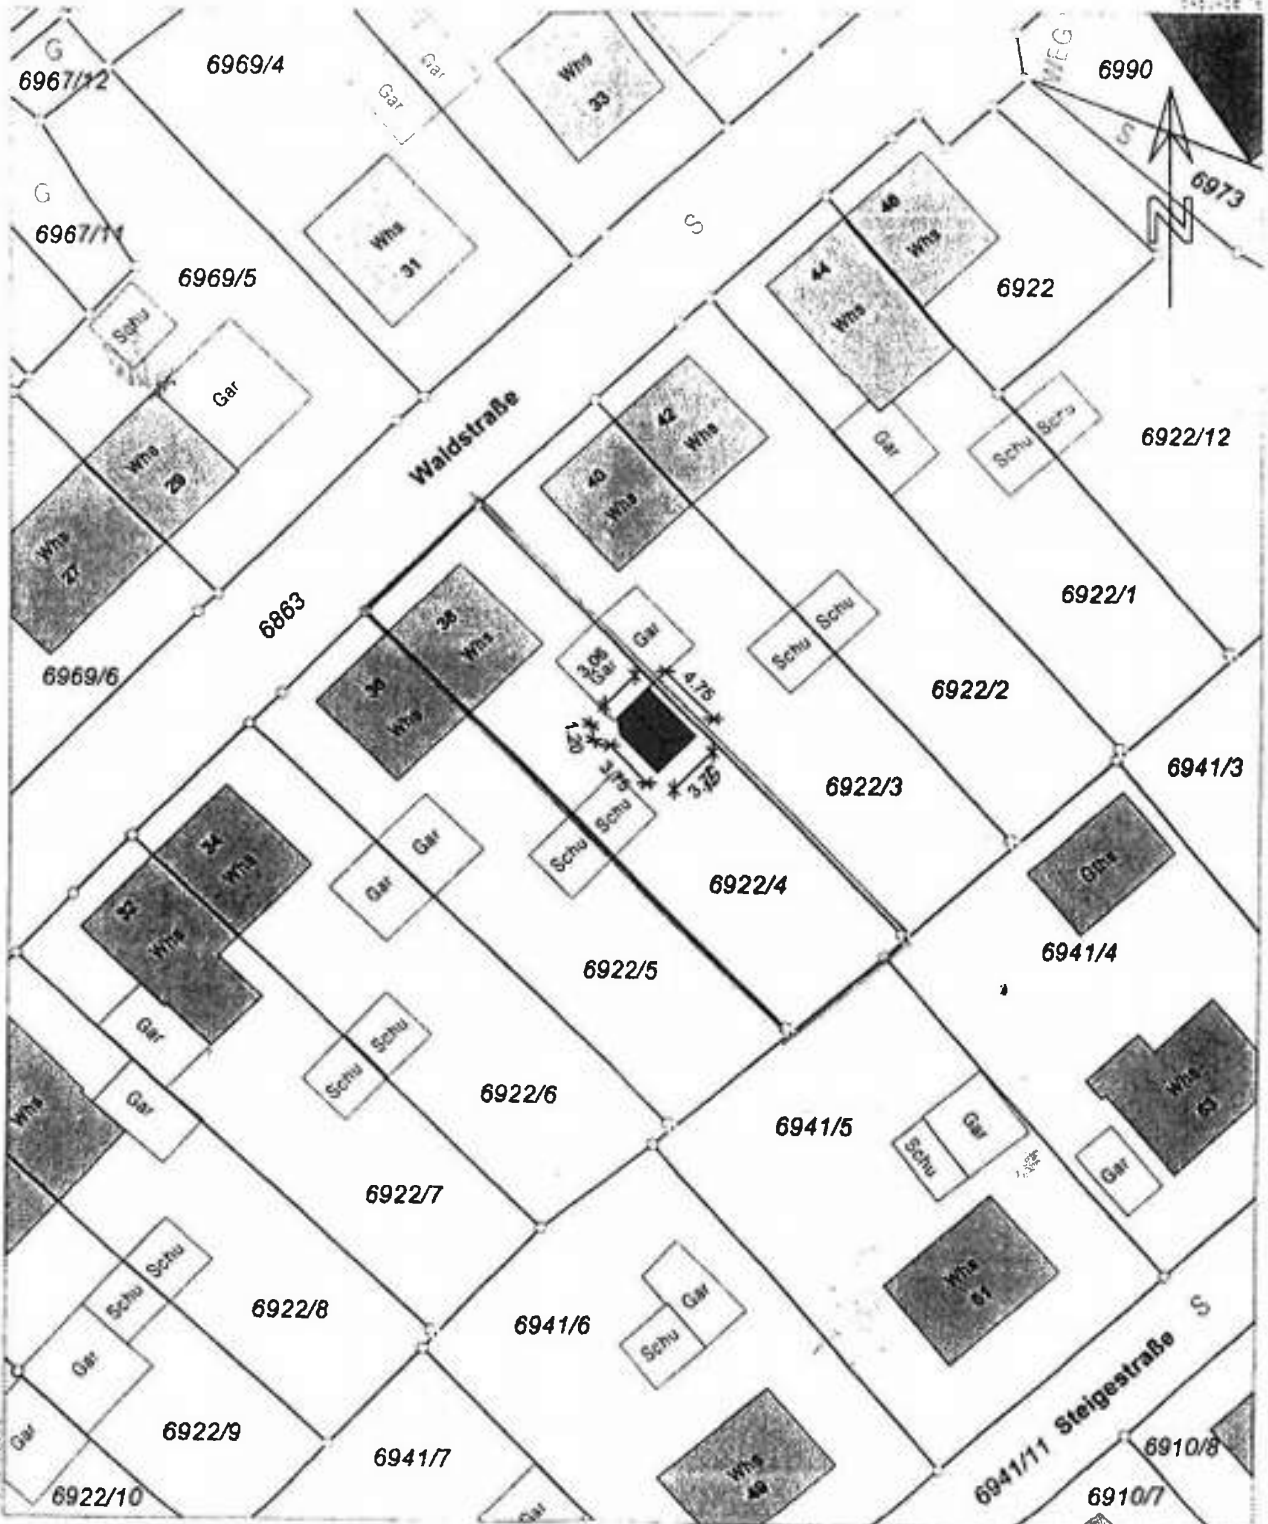 G
6967/12
6969/4
Gar
Gar
Whs
33
WEG
6990
S
6973
N
G
6967/11
Whs
31
S
46
Whs
6969/5
44
Whs
6922
Schu
Gar
Waldstraße
42
Whs
40
Whs
Gar
Schu
Schu
6922/12
Whs
29
Whs
27
6863
6969/6
38
Whs
36
Whs
Gar
3.06
Gar
4.75
1.20
3.75
Schu
Schu
6922/1
6922/2
6922/3
6941/3
34
Whs
32
Whs
Gar
Gar
Schu
Schu
6922/4
6941/4
6922/5
Gar
Gar
Schu
Schu
Whs
6922/6
6941/5
Schu
Gar
Whs
63
Gar
6922/7
Schu
Schu
Gar
Gar
6922/8
6941/6
Gar
Schu
Whs
61
S
6922/9
6941/7
Whs
49
6941/11 Steigestraße
6910/8
6922/10
Gar
6910/7